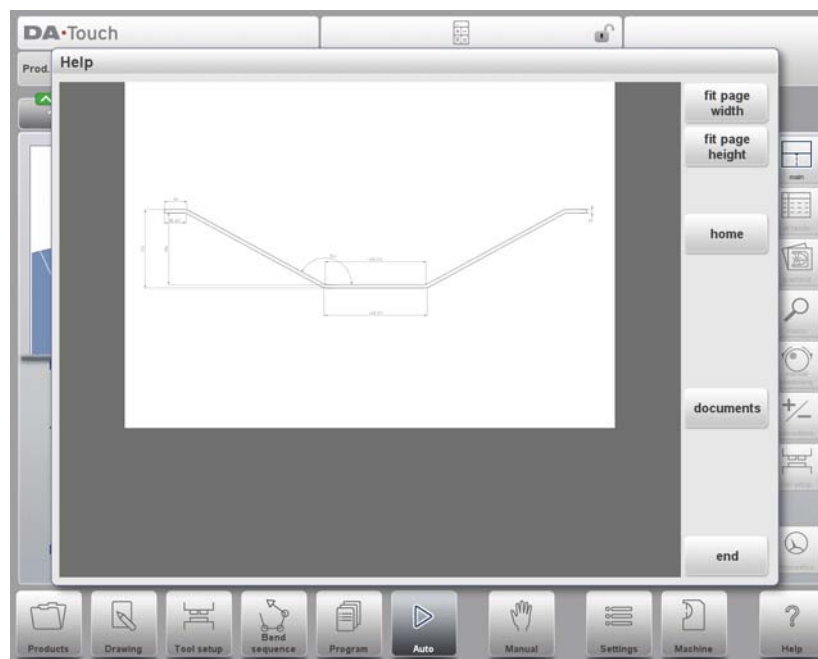 DA•Touch
Prod.
Help
fit page
width
fit page
height
main
home
documents
end
Products
Drawing
Tool setup
Bend
sequence
Program
Auto
Manual
Settings
Machine
Help